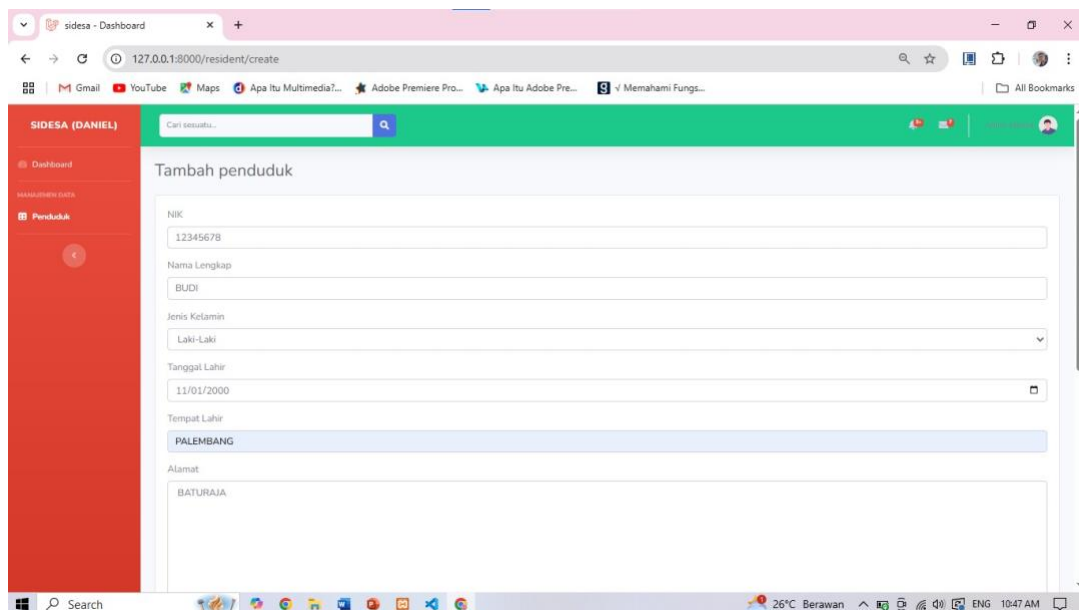 sidesa - Dashboard
127.0.0.1:8000/resident/create
Gmail YouTube Maps Apa Itu Multimedia?... Adobe Premiere Pro... Apa Itu Adobe Pre... √ Memahami Fungs... All Bookmarks
SIDESA (DANIEL)
Cari sesuatu...
Dashboard
MANAJEMEN DATA
Penduduk
Tambah penduduk
NIK
12345678
Nama Lengkap
BUDI
Jenis Kelamin
Laki-Laki
Tanggal Lahir
11/01/2000
Tempat Lahir
PALEMBANG
Alamat
BATURAJA
Search
26°C Berawan ENG 10:47 AM